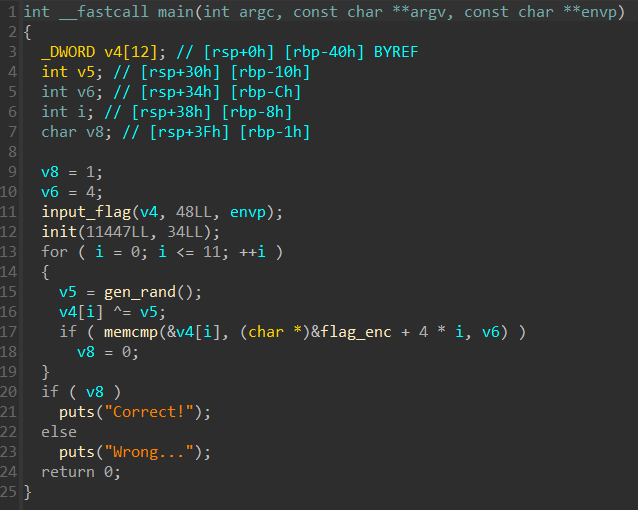 1 int __fastcall main(int argc, const char **argv, const char **envp)
2 {
3 _DWORD v4[12]; // [rsp+0h] [rbp-40h] BYREF
4 int v5; // [rsp+30h] [rbp-10h]
5 int v6; // [rsp+34h] [rbp-Ch]
6 int i; // [rsp+38h] [rbp-8h]
7 char v8; // [rsp+3Fh] [rbp-1h]
8
9 v8 = 1;
10 v6 = 4;
11 input_flag(v4, 48LL, envp);
12 init(11447LL, 34LL);
13 for ( i = 0; i <= 11; ++i )
14 {
15 v5 = gen_rand();
16 v4[i] ^= v5;
17 if ( memcmp(&v4[i], (char *)&flag_enc + 4 * i, v6) )
18 v8 = 0;
19 }
20 if ( v8 )
21 puts("Correct!");
22 else
23 puts("Wrong...");
24 return 0;
25 }